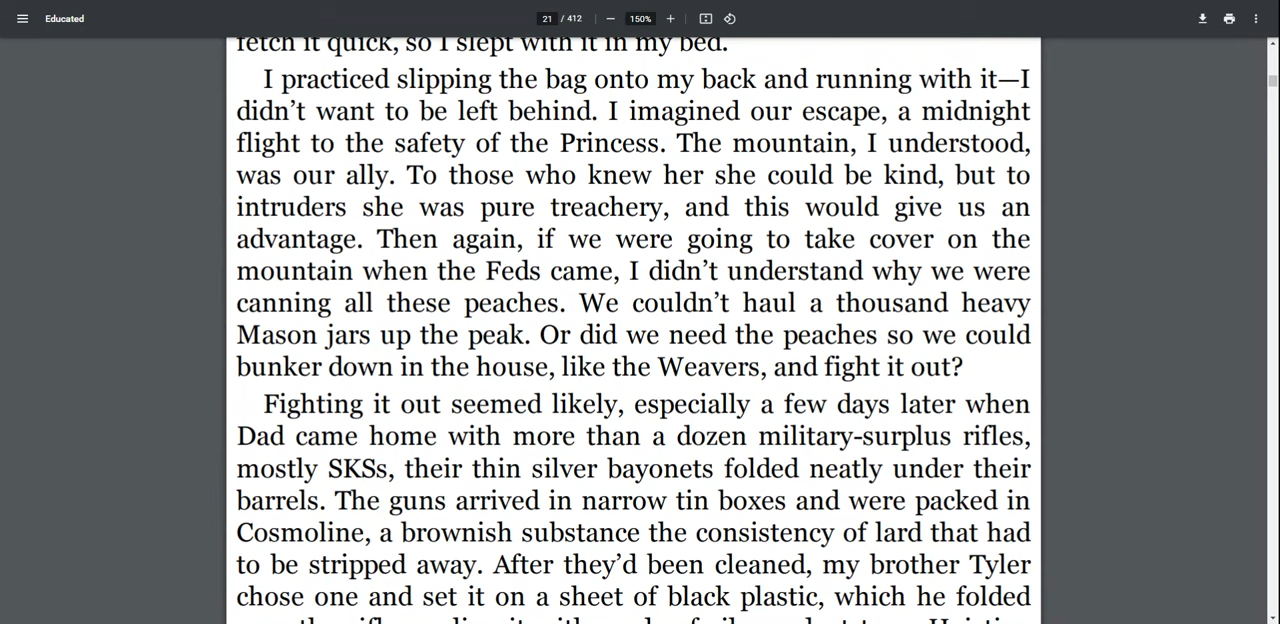 Educated
21 / 412
150%
fetch it quick, so I slept with it in my bed.
I practiced slipping the bag onto my back and running with it—I
didn’t want to be left behind. I imagined our escape, a midnight
flight to the safety of the Princess. The mountain, I understood,
was our ally. To those who knew her she could be kind, but to
intruders she was pure treachery, and this would give us an
advantage. Then again, if we were going to take cover on the
mountain when the Feds came, I didn’t understand why we were
canning all these peaches. We couldn’t haul a thousand heavy
Mason jars up the peak. Or did we need the peaches so we could
bunker down in the house, like the Weavers, and fight it out?
Fighting it out seemed likely, especially a few days later when
Dad came home with more than a dozen military-surplus rifles,
mostly SKSs, their thin silver bayonets folded neatly under their
barrels. The guns arrived in narrow tin boxes and were packed in
Cosmoline, a brownish substance the consistency of lard that had
to be stripped away. After they’d been cleaned, my brother Tyler
chose one and set it on a sheet of black plastic, which he folded